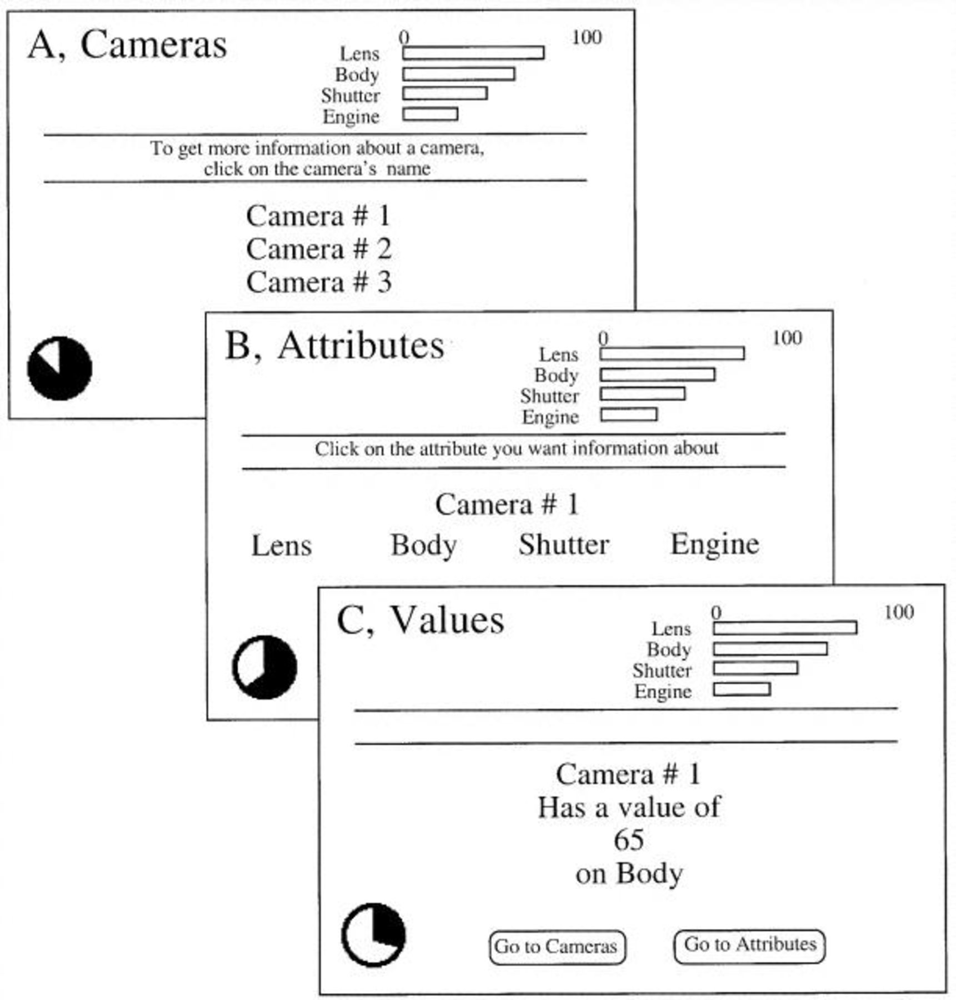 A, Cameras
0 100
Lens
Body
Shutter
Engine
To get more information about a camera,
click on the camera's name
Camera # 1
Camera # 2
Camera # 3
B, Attributes
0 100
Lens
Body
Shutter
Engine
Click on the attribute you want information about
Camera # 1
Lens Body Shutter Engine
C, Values
0 100
Lens
Body
Shutter
Engine
Camera # 1
Has a value of
65
on Body
Go to Cameras Go to Attributes